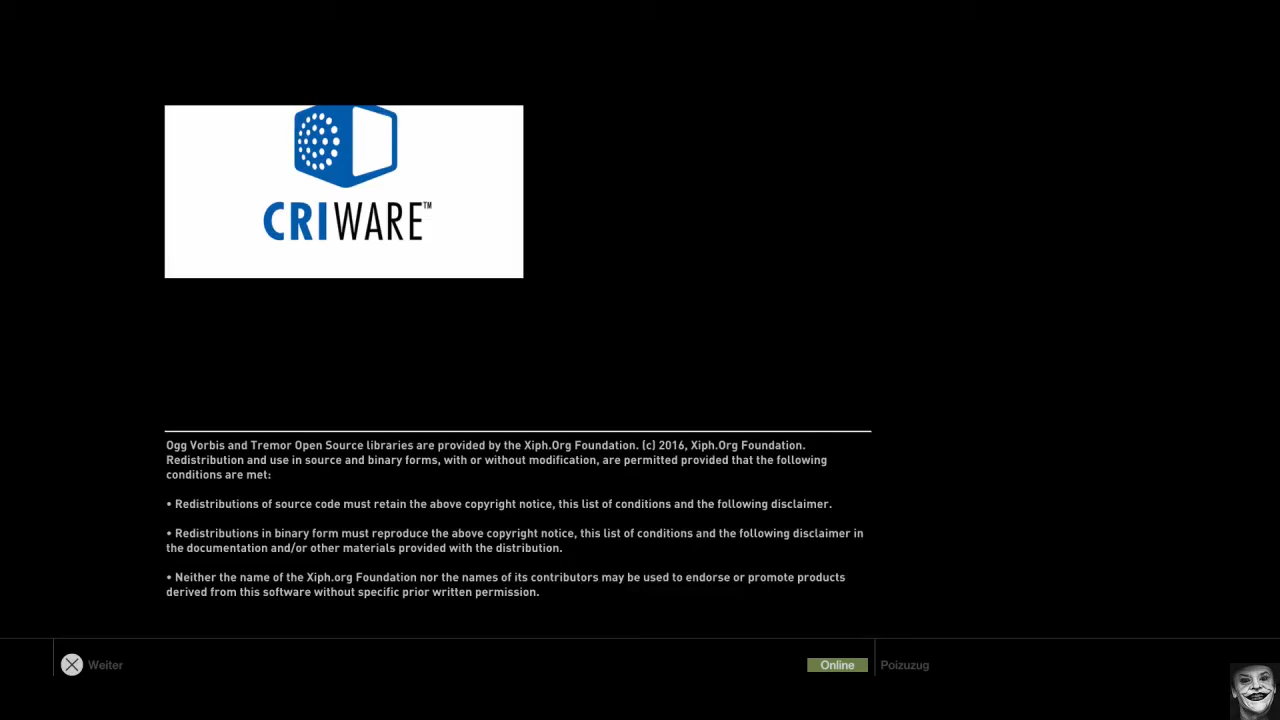 CRIWARE™
Ogg Vorbis and Tremor Open Source libraries are provided by the Xiph.Org Foundation. (c) 2016, Xiph.Org Foundation.
Redistribution and use in source and binary forms, with or without modification, are permitted provided that the following
conditions are met:
• Redistributions of source code must retain the above copyright notice, this list of conditions and the following disclaimer.
• Redistributions in binary form must reproduce the above copyright notice, this list of conditions and the following disclaimer in
the documentation and/or other materials provided with the distribution.
• Neither the name of the Xiph.org Foundation nor the names of its contributors may be used to endorse or promote products
derived from this software without specific prior written permission.
Weiter
Online
Poizuzug